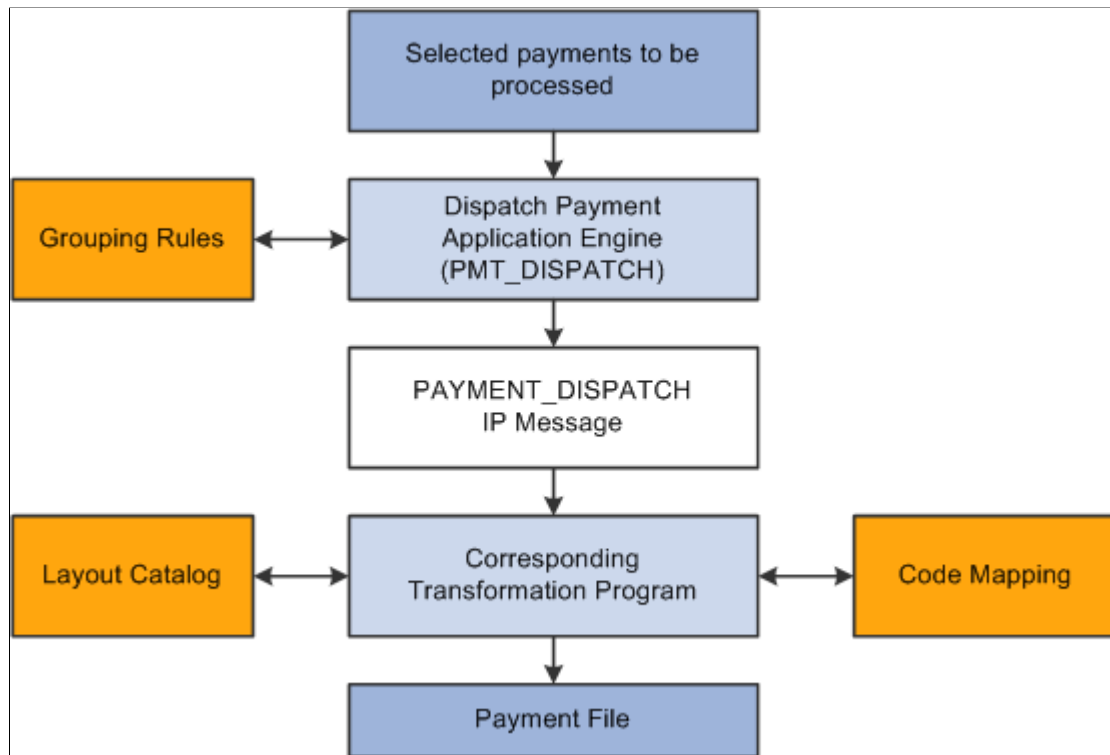 Selected payments to be
processed
Grouping Rules
Dispatch Payment
Application Engine
(PMT_DISPATCH)
PAYMENT_DISPATCH
IP Message
Layout Catalog
Corresponding
Transformation Program
Code Mapping
Payment File